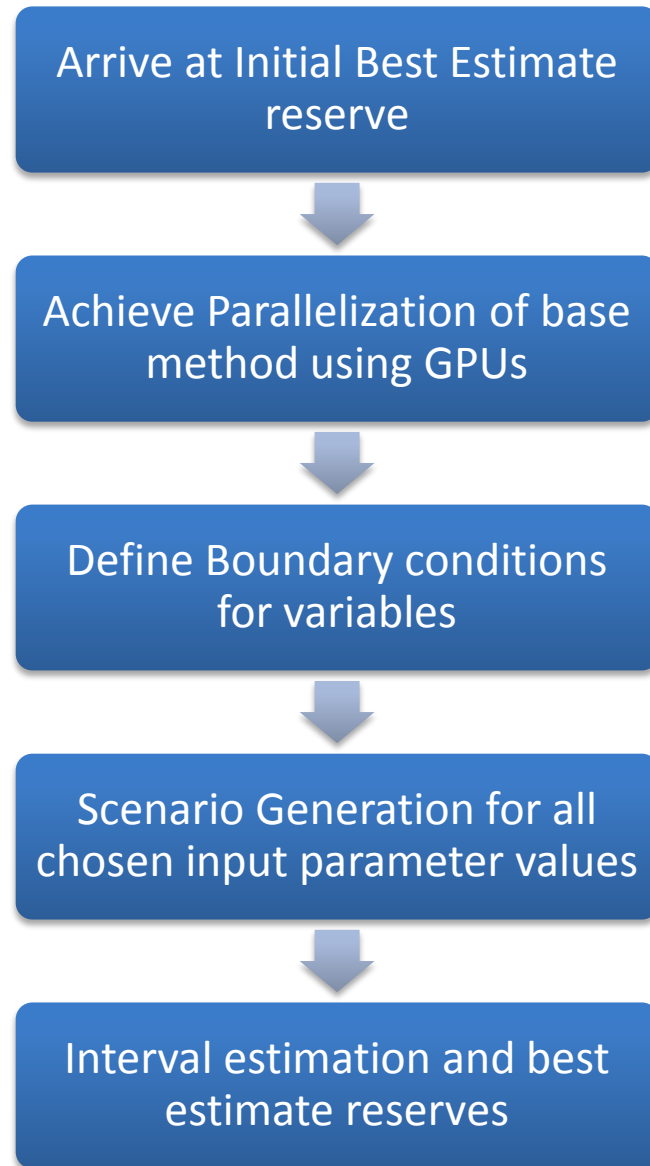 Arrive at Initial Best Estimate
reserve
Achieve Parallelization of base
method using GPUs
Define Boundary conditions
for variables
Scenario Generation for all
chosen input parameter values
Interval estimation and best
estimate reserves